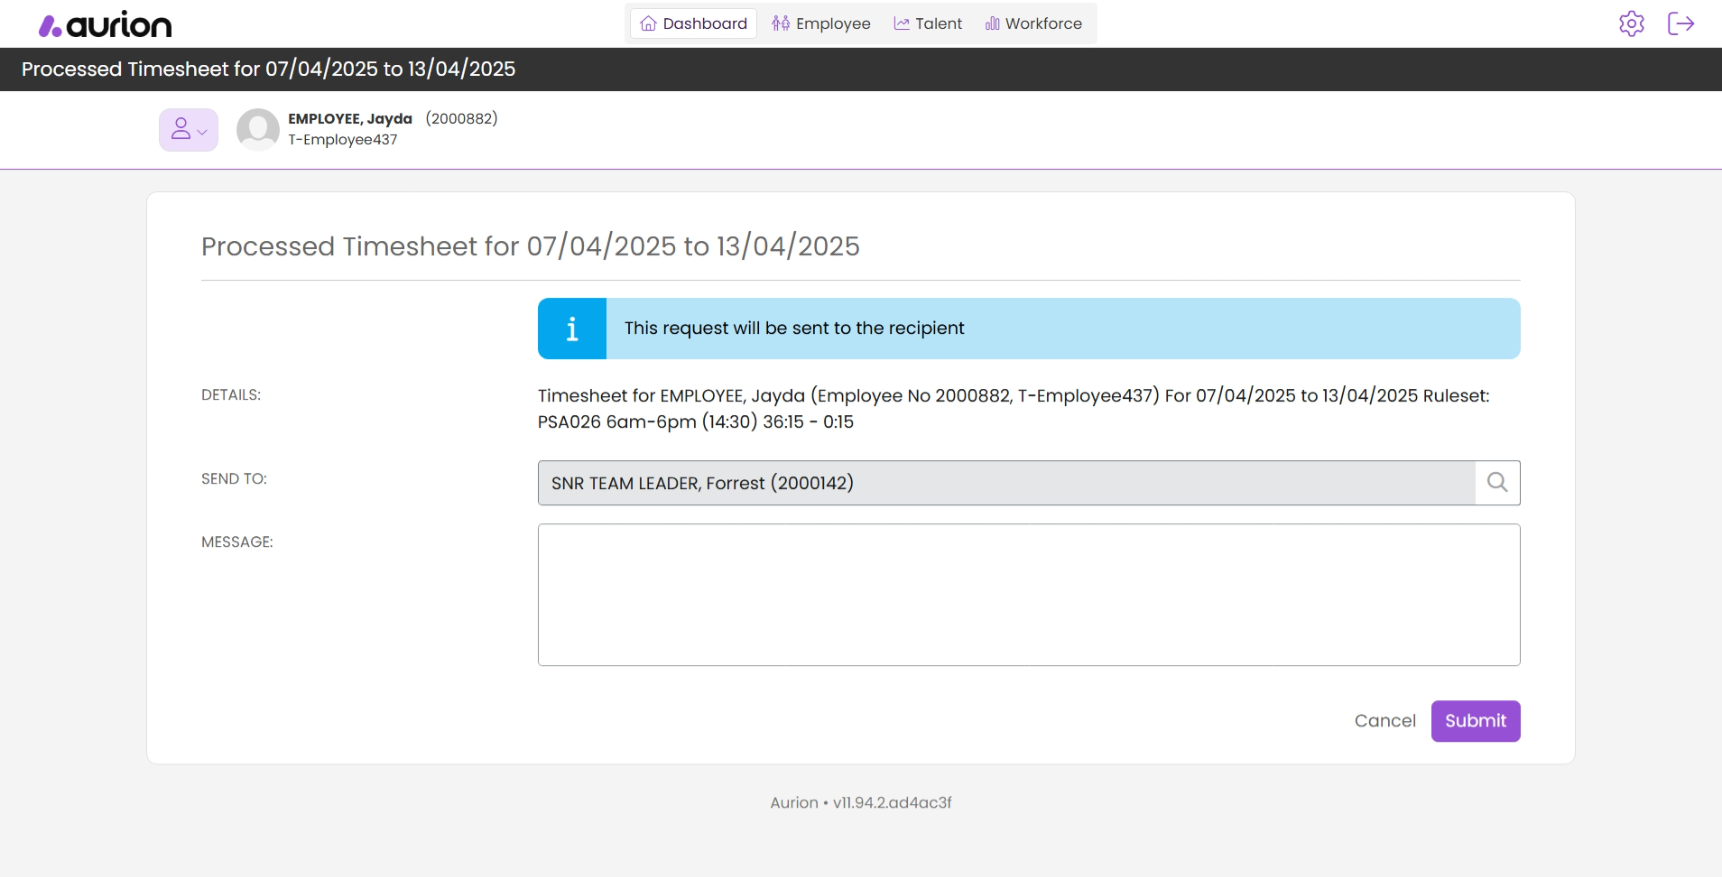 aurion
Dashboard Employee Talent Workforce
Processed Timesheet for 07/04/2025 to 13/04/2025
EMPLOYEE, Jayda (2000882)
T-Employee437
Processed Timesheet for 07/04/2025 to 13/04/2025
i This request will be sent to the recipient
DETAILS: Timesheet for EMPLOYEE, Jayda (Employee No 2000882, T-Employee437) For 07/04/2025 to 13/04/2025 Ruleset:
PSA026 6am-6pm (14:30) 36:15 - 0:15
SEND TO: SNR TEAM LEADER, Forrest (2000142)
MESSAGE:
Cancel Submit
Aurion • v11.94.2.ad4ac3f